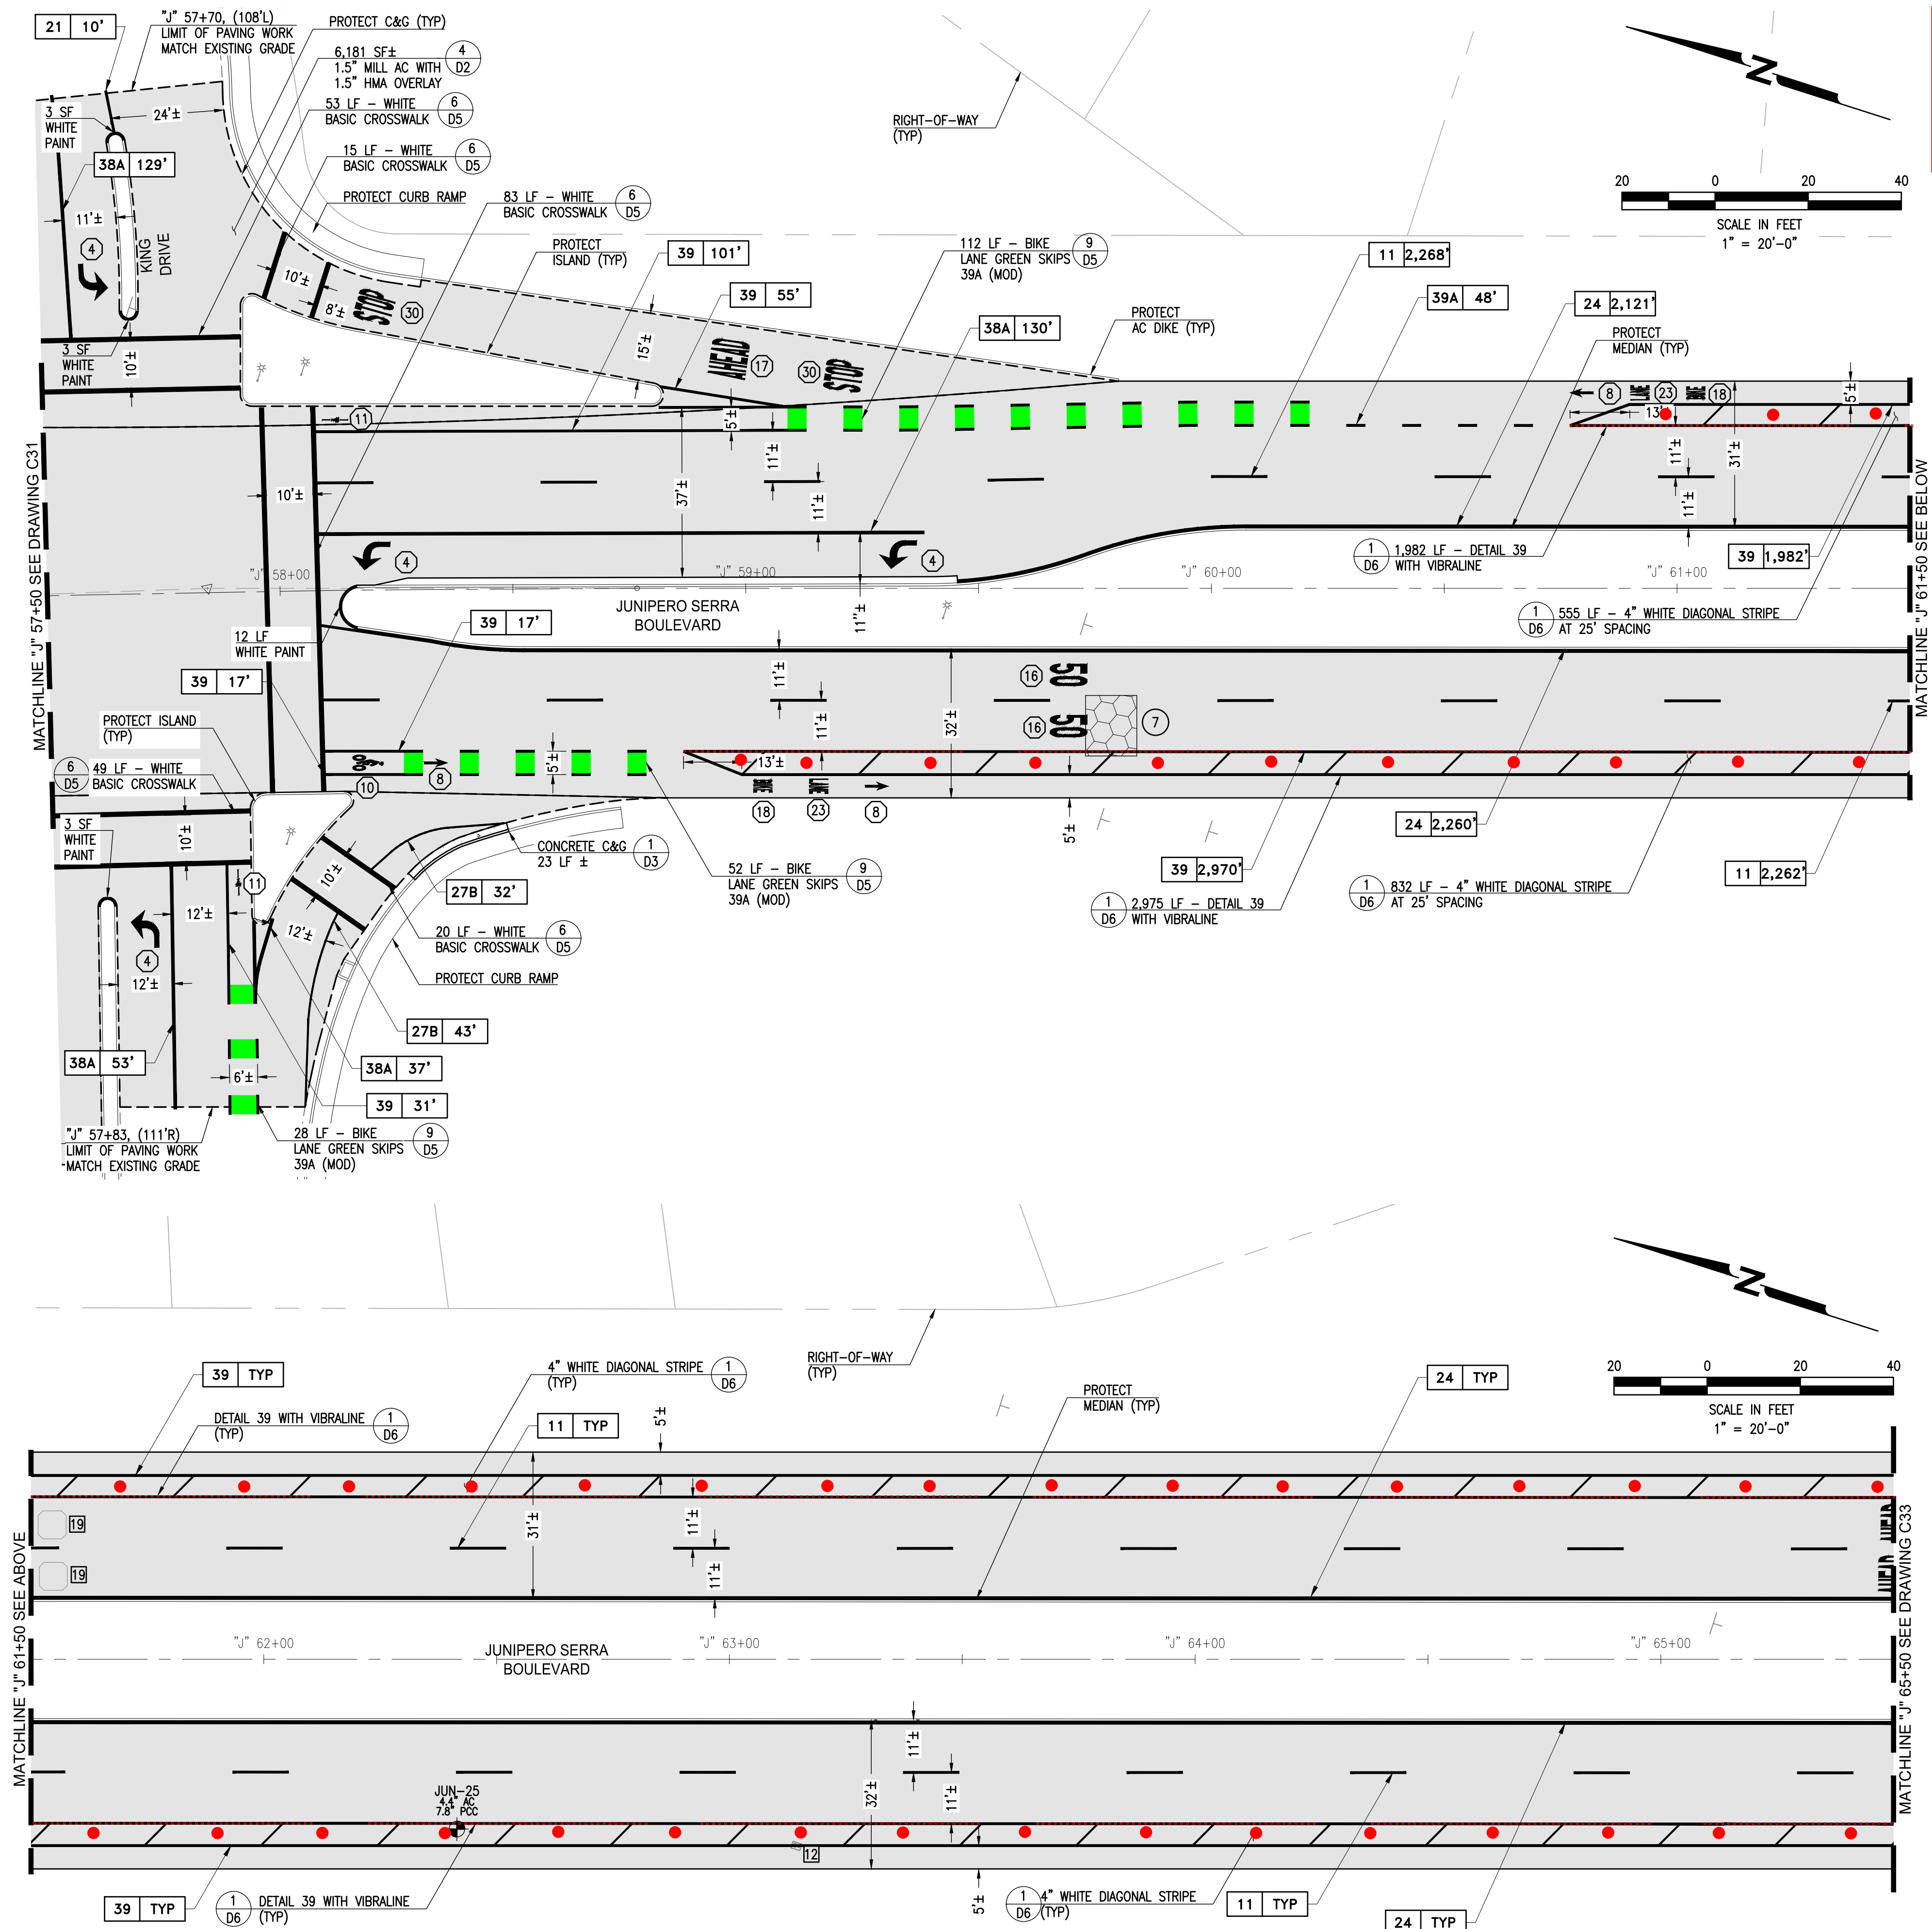 21 10'
"J" 57+70, (108'L)
LIMIT OF PAVING WORK
MATCH EXISTING GRADE
PROTECT C&G (TYP)
6,181 SF±
1.5" MILL AC WITH
1.5" HMA OVERLAY
4
D2
53 LF – WHITE
BASIC CROSSWALK
6
D5
15 LF – WHITE
BASIC CROSSWALK
6
D5
PROTECT CURB RAMP
83 LF – WHITE
BASIC CROSSWALK
6
D5
PROTECT
ISLAND (TYP)
39 101'
39 55'
38A 130'
112 LF – BIKE
LANE GREEN SKIPS
39A (MOD)
9
D5
RIGHT–OF–WAY
(TYP)
PROTECT
AC DIKE (TYP)
11 2,268'
39A 48'
24 2,121'
PROTECT
MEDIAN (TYP)
N
20 0 20 40
SCALE IN FEET
1" = 20'–0"
3 SF
WHITE
PAINT
24'±
38A 129'
11'±
4
KING
DRIVE
3 SF
WHITE
PAINT
10'±
10'±
8'±
STOP
30
15'±
AHEAD
17
30
STOP
11
5'±
11'±
37'±
11'±
10'±
4
4
8
LANE
23
BIKE
18
13'
5'±
11'±
31'±
11'±
MATCHLINE "J" 57+50 SEE DRAWING C31
MATCHLINE "J" 61+50 SEE BELOW
"J" 58+00
"J" 59+00
"J" 60+00
"J" 61+00
1
D6
1,982 LF – DETAIL 39
WITH VIBRALINE
39 1,982'
1
D6
555 LF – 4" WHITE DIAGONAL STRIPE
AT 25' SPACING
JUNIPERO SERRA
BOULEVARD
11"±
12 LF
WHITE PAINT
39 17'
39 17'
11'±
11'±
32'±
16
50
16
50
7
PROTECT ISLAND
(TYP)
6
D5
49 LF – WHITE
BASIC CROSSWALK
8
10
5'±
13'±
BIKE
18
LANE
23
8
5'±
3 SF
WHITE
PAINT
10'±
11
12'±
10'±
12'±
4
12'±
CONCRETE C&G
23 LF ±
1
D3
27B 32'
52 LF – BIKE
LANE GREEN SKIPS
39A (MOD)
9
D5
20 LF – WHITE
BASIC CROSSWALK
6
D5
PROTECT CURB RAMP
27B 43'
38A 53'
38A 37'
6'±
39 31'
39 2,970'
1
D6
2,975 LF – DETAIL 39
WITH VIBRALINE
24 2,260'
1
D6
832 LF – 4" WHITE DIAGONAL STRIPE
AT 25' SPACING
11 2,262'
"J" 57+83, (111'R)
LIMIT OF PAVING WORK
MATCH EXISTING GRADE
28 LF – BIKE
LANE GREEN SKIPS
39A (MOD)
9
D5
N
20 0 20 40
SCALE IN FEET
1" = 20'–0"
39 TYP
DETAIL 39 WITH VIBRALINE
(TYP)
1
D6
4" WHITE DIAGONAL STRIPE
(TYP)
1
D6
11 TYP
RIGHT–OF–WAY
(TYP)
PROTECT
MEDIAN (TYP)
24 TYP
5'±
31'±
11'±
11'±
19
19
MATCHLINE "J" 61+50 SEE ABOVE
MATCHLINE "J" 65+50 SEE DRAWING C33
"J" 62+00
"J" 63+00
"J" 64+00
"J" 65+00
JUNIPERO SERRA
BOULEVARD
11'±
32'±
11'±
JUN–25
4.4" AC
7.8" PCC
12
5'±
39 TYP
1
D6
DETAIL 39 WITH VIBRALINE
(TYP)
1
D6
4" WHITE DIAGONAL STRIPE
(TYP)
11 TYP
24 TYP